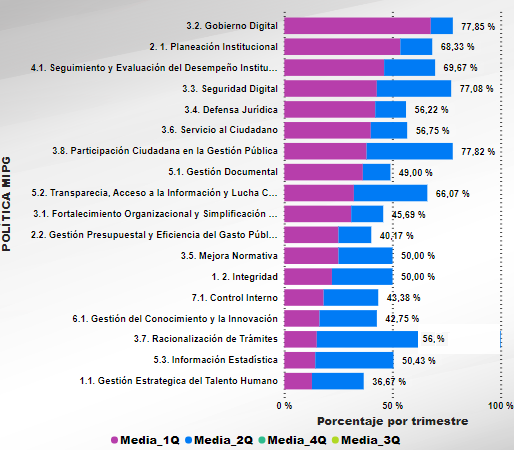 3.2. Gobierno Digital 77,85 %
2. 1. Planeación Institucional 68,33 %
4.1. Seguimiento y Evaluación del Desempeño Institu... 69,67 %
3.3. Seguridad Digital 77,08 %
3.4. Defensa Jurídica 56,22 %
3.6. Servicio al Ciudadano 56,75 %
3.8. Participación Ciudadana en la Gestión Pública 77,82 %
5.1. Gestión Documental 49,00 %
5.2. Transparecia, Acceso a la Información y Lucha C... 66,07 %
3.1. Fortalecimiento Organizacional y Simplificación ... 45,69 %
2.2. Gestión Presupuestal y Eficiencia del Gasto Públ... 40,17 %
3.5. Mejora Normativa 50,00 %
1. 2. Integridad 50,00 %
7.1. Control Interno 43,38 %
6.1. Gestión del Conocimiento y la Innovación 42,75 %
3.7. Racionalización de Trámites 56,%
5.3. Información Estadística 50,43 %
1.1. Gestión Estrategica del Talento Humano 36,67 %
POLITICA MIPG
0 % 50 % 100 %
Porcentaje por trimestre
Media_1Q Media_2Q Media_4Q Media_3Q